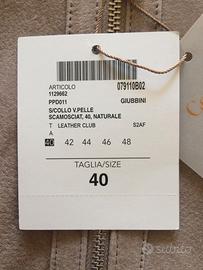 ARTICOLO 079110B02
1129662
PPD011 GIUBBINI
S/COLLO V.PELLE
SCAMOSCIAT, 40, NATURALE
T LEATHER CLUB S2AF
A
40 42 44 46 48
TAGLIA/SIZE
40
Subito